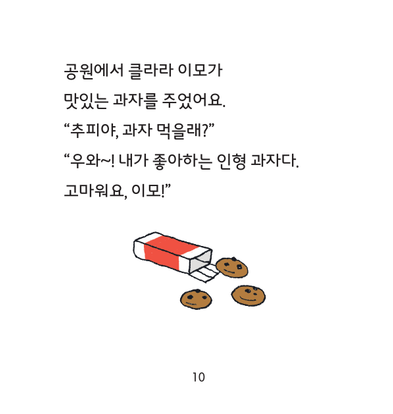 공원에서 클라라 이모가
맛있는 과자를 주었어요.
“추피야, 과자 먹을래?”
“우와~! 내가 좋아하는 인형 과자다.
고마워요, 이모!”
10